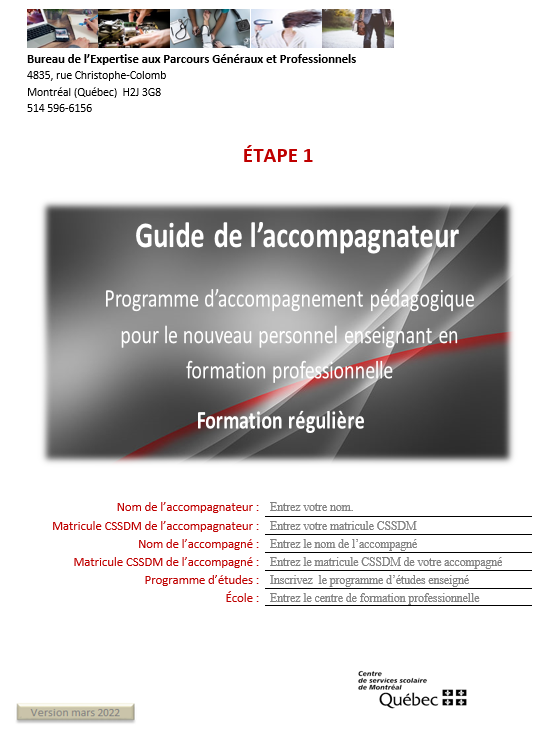 Bureau de l'Expertise aux Parcours Généraux et Professionnels
4835, rue Christophe-Colomb
Montréal (Québec)  H2J 3G8
514 596-6156
ÉTAPE 1
Guide de l'accompagnateur
Programme d'accompagnement pédagogique
pour le nouveau personnel enseignant en
formation professionnelle
Formation régulière
Nom de l'accompagnateur : Entrez votre nom.
Matricule CSSDM de l'accompagnateur : Entrez votre matricule CSSDM
Nom de l'accompagné : Entrez le nom de l'accompagné
Matricule CSSDM de l'accompagné : Entrez le matricule CSSDM de votre accompagné
Programme d'études : Inscrivez  le programme d'études enseigné
École : Entrez le centre de formation professionnelle
Centre
de services scolaire
de Montréal
Québec
Version mars 2022